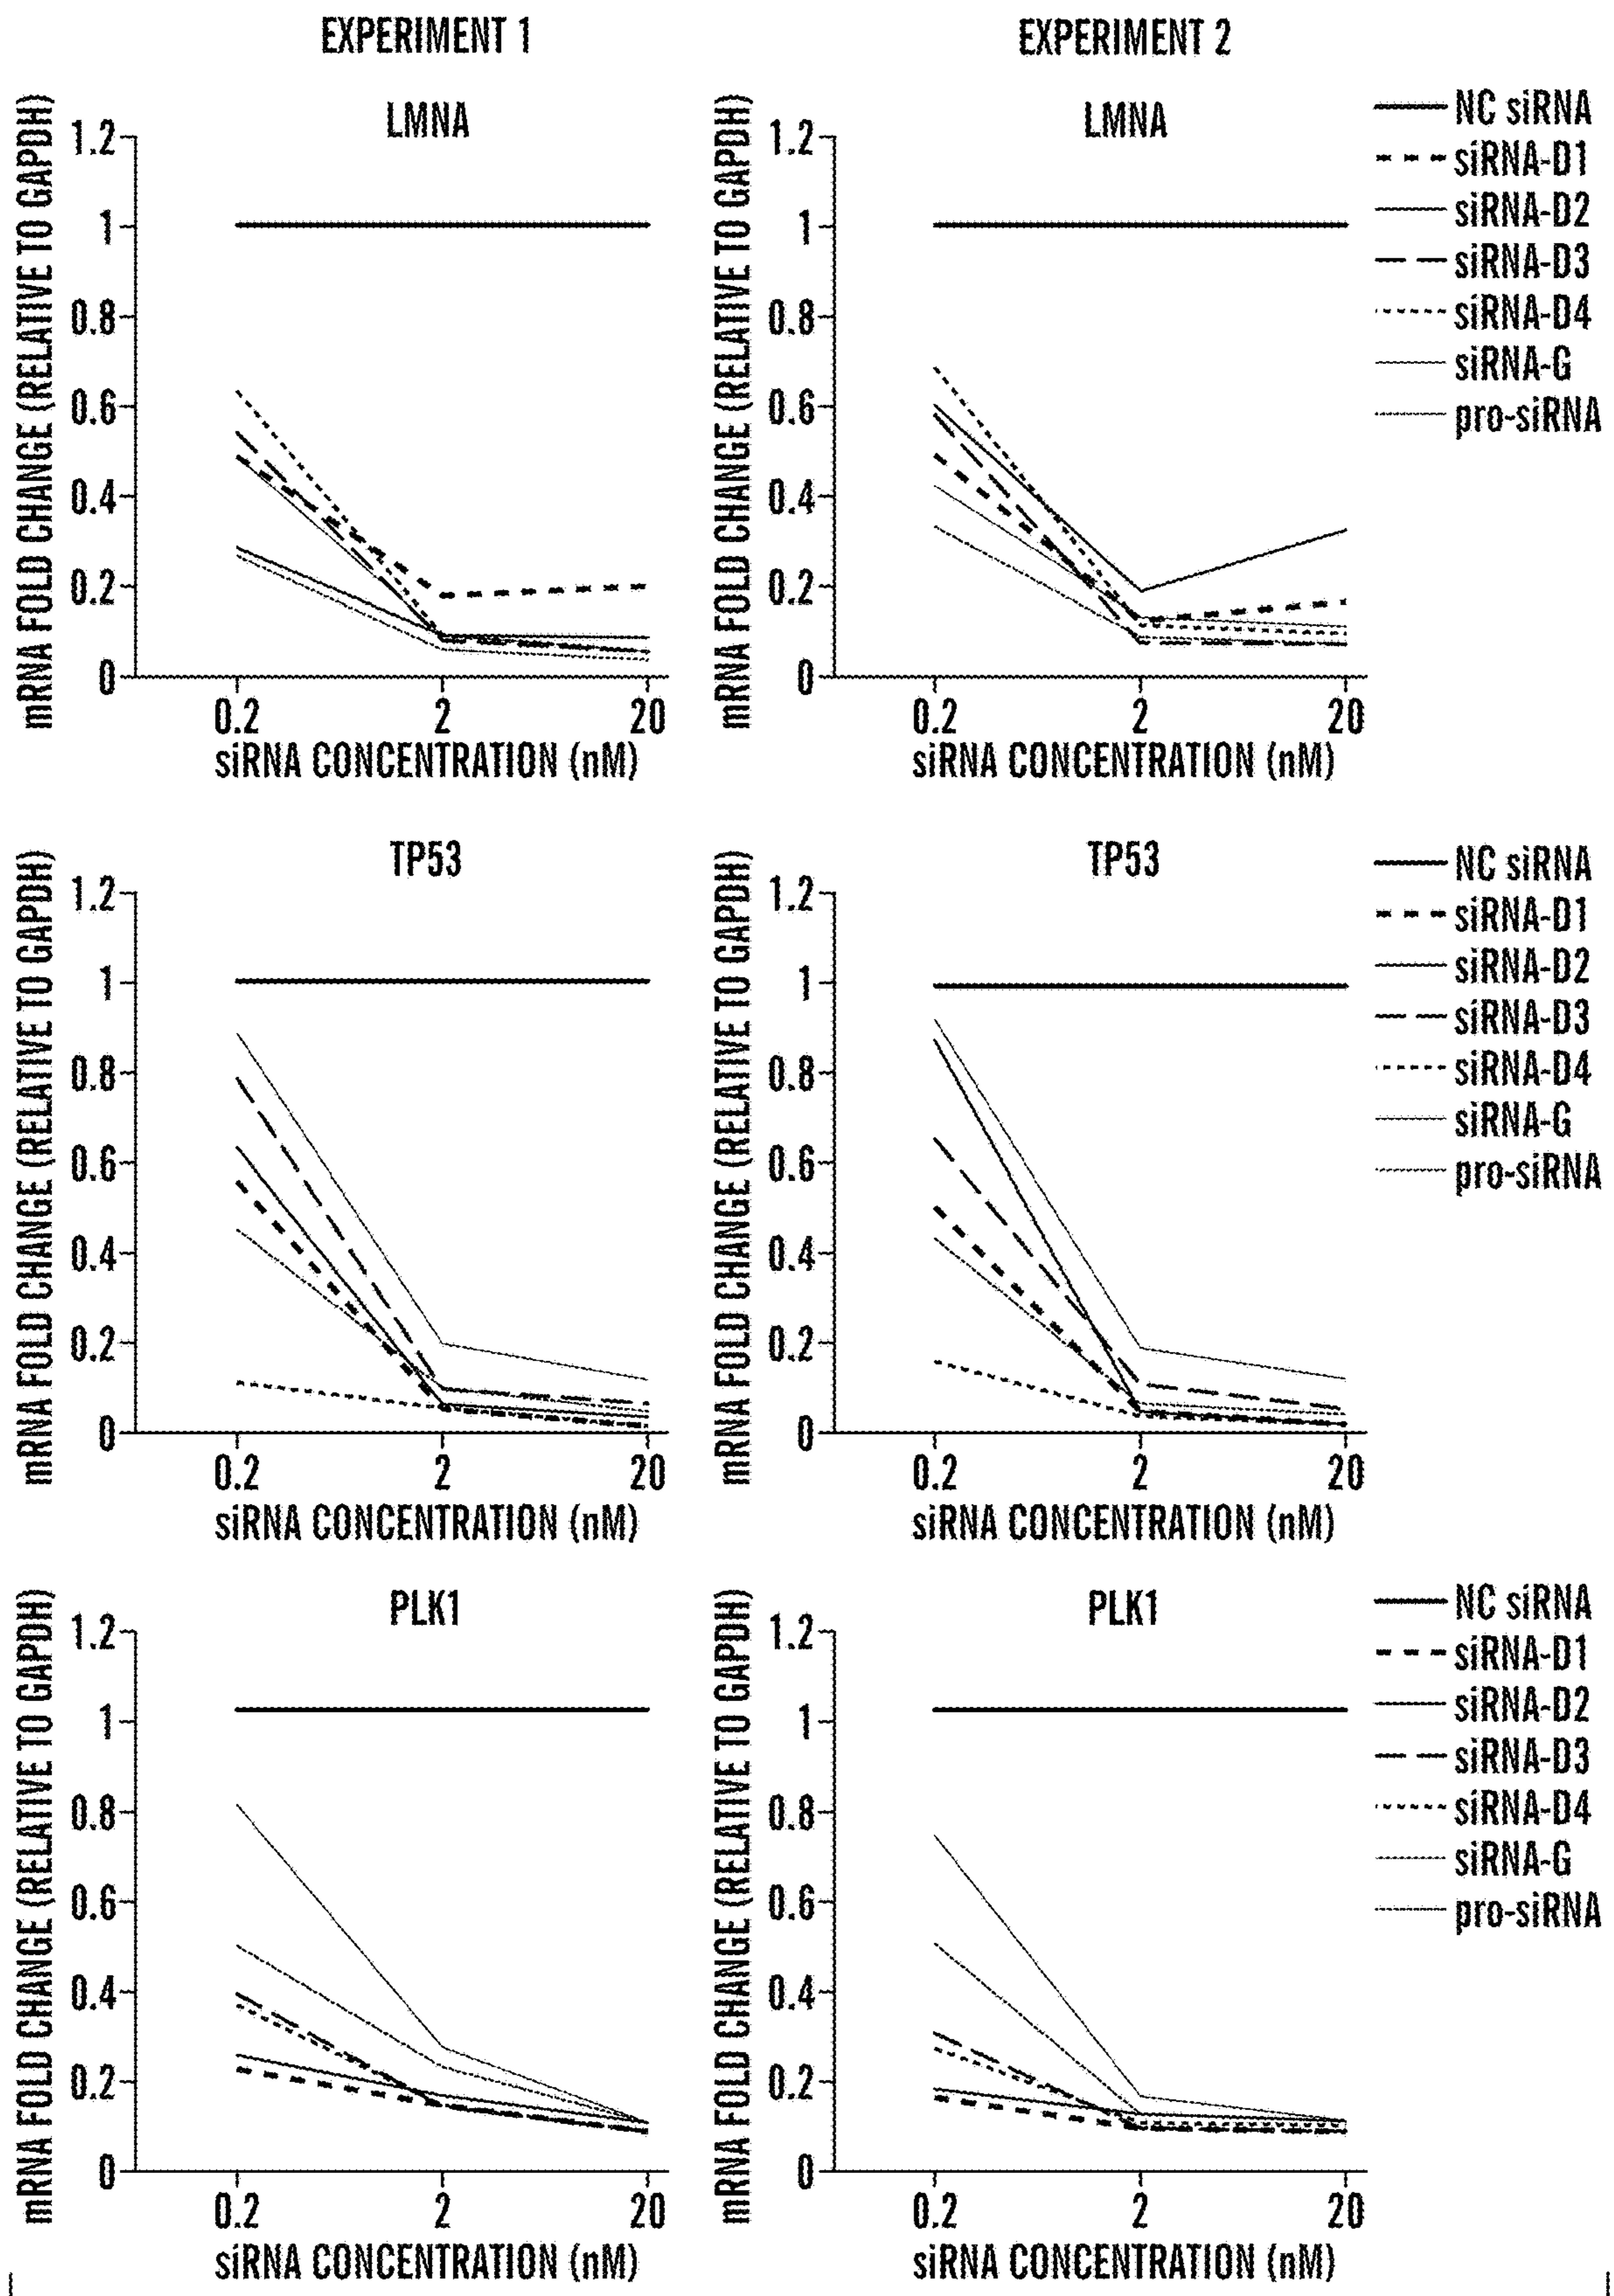 EXPERIMENT 1
EXPERIMENT 2
LMNA
mRNA FOLD CHANGE (RELATIVE TO GAPDH)
1.2
1
0.8
0.6
0.4
0.2
0
0.2 2 20
siRNA CONCENTRATION (nM)
LMNA
mRNA FOLD CHANGE (RELATIVE TO GAPDH)
1.2
1
0.8
0.6
0.4
0.2
0
0.2 2 20
siRNA CONCENTRATION (nM)
NC siRNA
siRNA-D1
siRNA-D2
siRNA-D3
siRNA-D4
siRNA-G
pro-siRNA
TP53
mRNA FOLD CHANGE (RELATIVE TO GAPDH)
1.2
1
0.8
0.6
0.4
0.2
0
0.2 2 20
siRNA CONCENTRATION (nM)
TP53
mRNA FOLD CHANGE (RELATIVE TO GAPDH)
1.2
1
0.8
0.6
0.4
0.2
0
0.2 2 20
siRNA CONCENTRATION (nM)
NC siRNA
siRNA-D1
siRNA-D2
siRNA-D3
siRNA-D4
siRNA-G
pro-siRNA
PLK1
mRNA FOLD CHANGE (RELATIVE TO GAPDH)
1.2
1
0.8
0.6
0.4
0.2
0
0.2 2 20
siRNA CONCENTRATION (nM)
PLK1
mRNA FOLD CHANGE (RELATIVE TO GAPDH)
1.2
1
0.8
0.6
0.4
0.2
0
0.2 2 20
siRNA CONCENTRATION (nM)
NC siRNA
siRNA-D1
siRNA-D2
siRNA-D3
siRNA-D4
siRNA-G
pro-siRNA